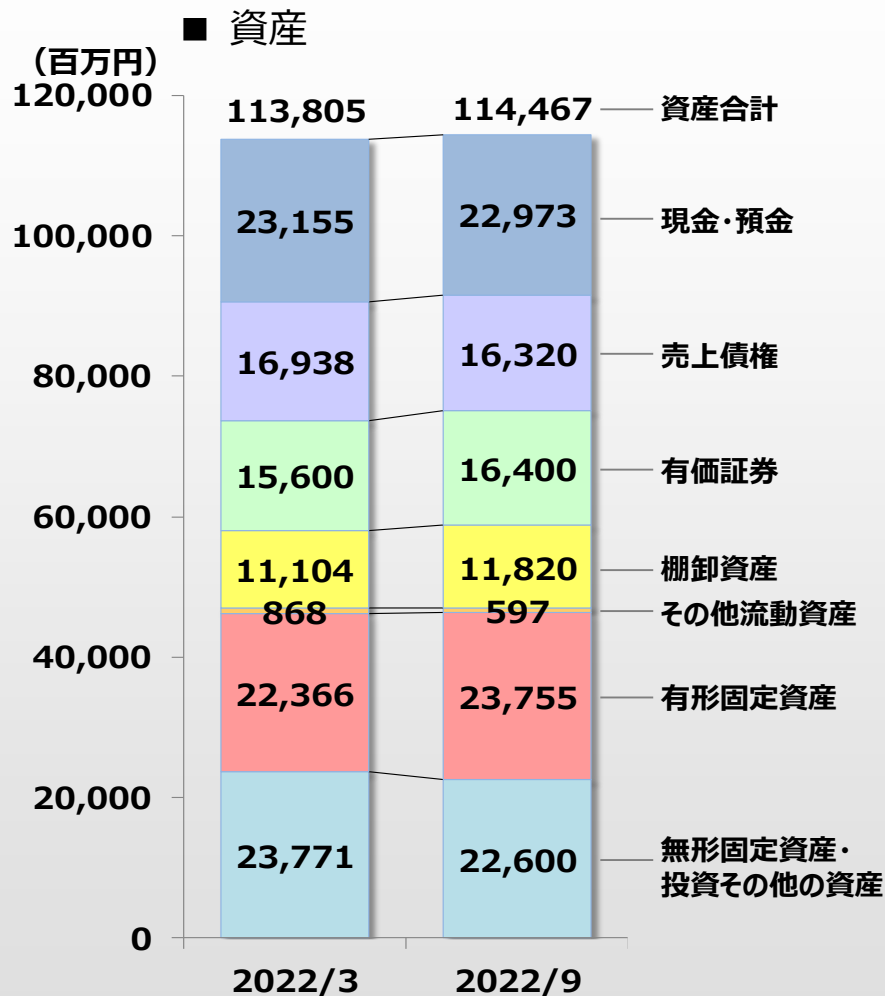 ■ 資産
（百万円）
120,000
113,805
114,467
資産合計
23,155
22,973
現金・預金
100,000
16,938
16,320
売上債権
80,000
15,600
16,400
有価証券
60,000
11,104
11,820
棚卸資産
868
597
その他流動資産
40,000
22,366
23,755
有形固定資産
20,000
23,771
22,600
無形固定資産・
投資その他の資産
0
2022/3
2022/9